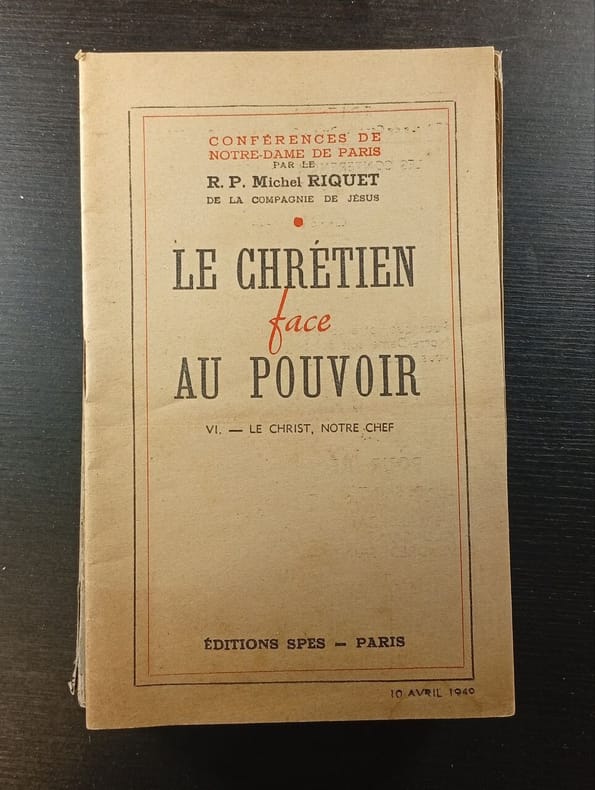 CONFÉRENCES DE
NOTRE-DAME DE PARIS
PAR LE
R. P. Michel RIQUET
DE LA COMPAGNIE DE JÉSUS
LE CHRÉTIEN
face
AU POUVOIR
VI. — LE CHRIST, NOTRE CHEF
ÉDITIONS SPES — PARIS
10 AVRIL 1949